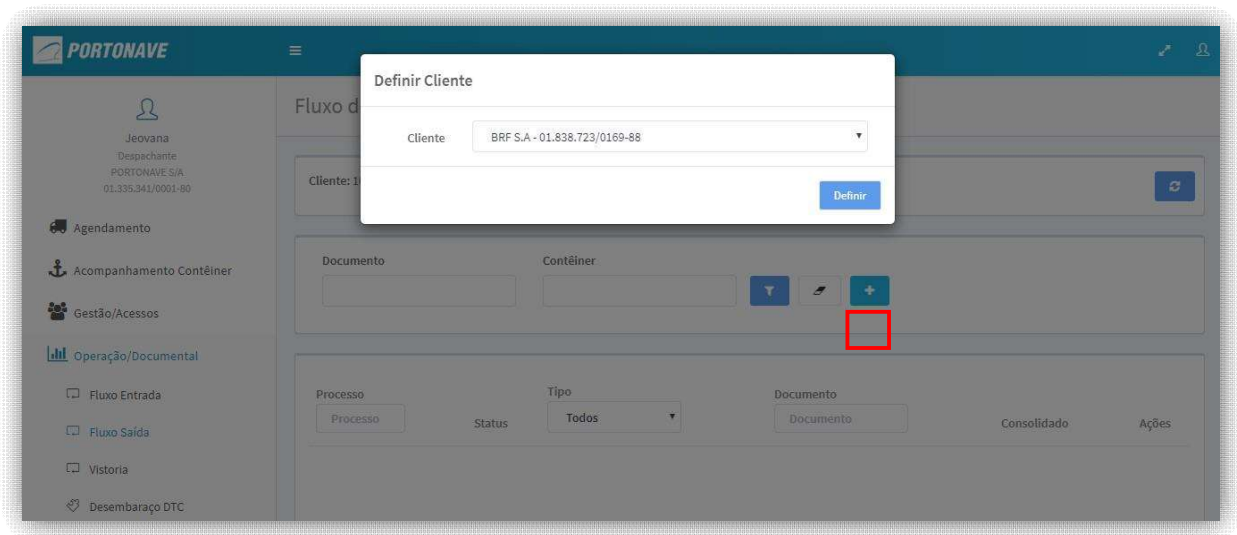 PORTONAVE
Definir Cliente
Cliente BRF S.A - 01.838.723/0169-88
Definir
Jeovana
Despachante
PORTONAVE S/A
01.335.341/0001-80
Agendamento
Acompanhamento Contêiner
Gestão/Acessos
Operação/Documental
Fluxo Entrada
Fluxo Saída
Vistoria
Desembaraço DTC
Fluxo d
Cliente: 1
Documento Contêiner
Processo Tipo Documento
Processo Status Todos Documento Consolidado Ações